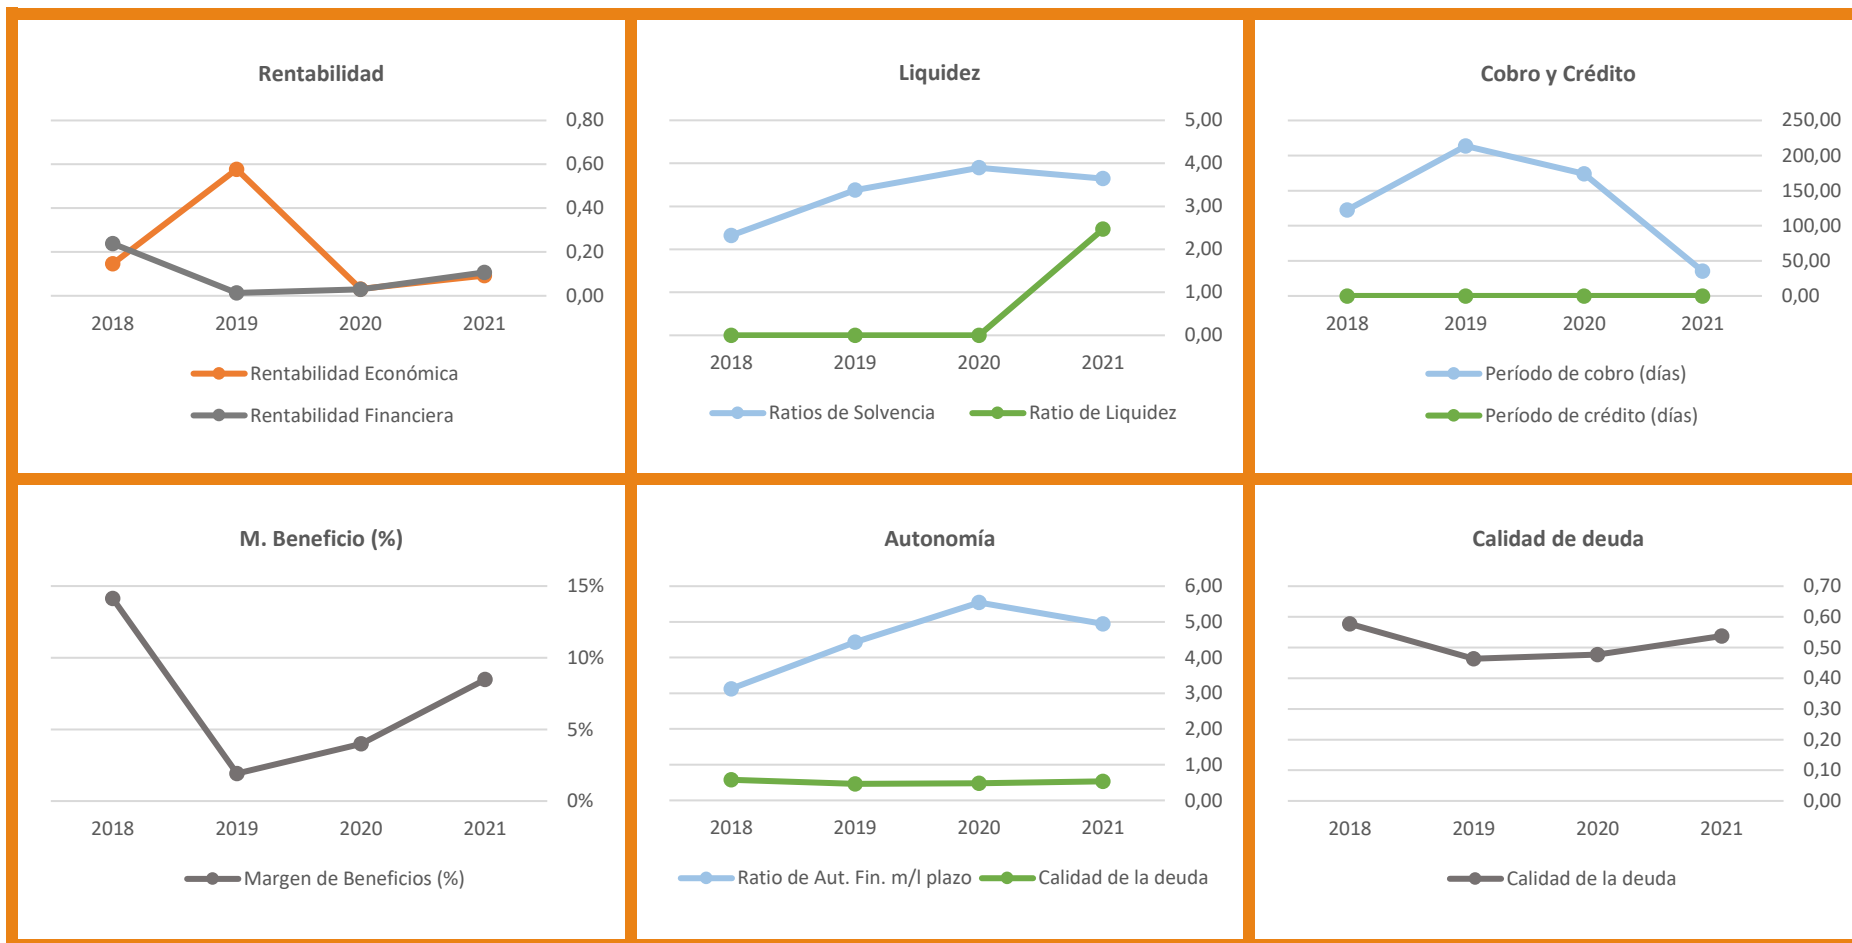 Rentabilidad
0,80
0,60
0,40
0,20
0,00
2018 2019 2020 2021
Rentabilidad Económica
Rentabilidad Financiera
Liquidez
5,00
4,00
3,00
2,00
1,00
0,00
2018 2019 2020 2021
Ratios de Solvencia Ratio de Liquidez
Cobro y Crédito
250,00
200,00
150,00
100,00
50,00
0,00
2018 2019 2020 2021
Período de cobro (días)
Período de crédito (días)
M. Beneficio (%)
15%
10%
5%
0%
2018 2019 2020 2021
Margen de Beneficios (%)
Autonomía
6,00
5,00
4,00
3,00
2,00
1,00
0,00
2018 2019 2020 2021
Ratio de Aut. Fin. m/l plazo Calidad de la deuda
Calidad de deuda
0,70
0,60
0,50
0,40
0,30
0,20
0,10
0,00
2018 2019 2020 2021
Calidad de la deuda